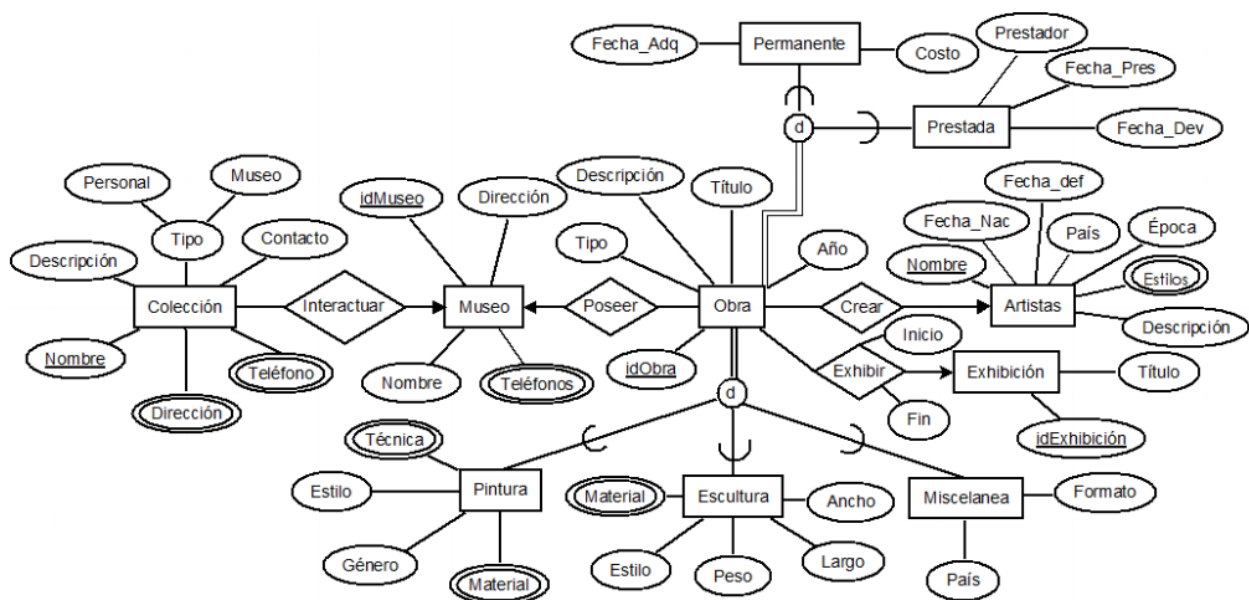 Fecha_Adq
Permanente
Costo
Prestador
Fecha_Pres
d
Prestada
Fecha_Dev
Personal
Museo
Tipo
Contacto
Descripción
Colección
Nombre
Teléfono
Dirección
Interactuar
idMuseo
Dirección
Museo
Nombre
Teléfonos
Poseer
Descripción
Título
Tipo
Año
Obra
idObra
Crear
Fecha_def
Fecha_Nac
País
Época
Nombre
Estilos
Artistas
Descripción
Inicio
Exhibir
Fin
Exhibición
Título
idExhibición
d
Técnica
Estilo
Pintura
Género
Material
Material
Escultura
Ancho
Estilo
Peso
Largo
Miscelanea
Formato
País